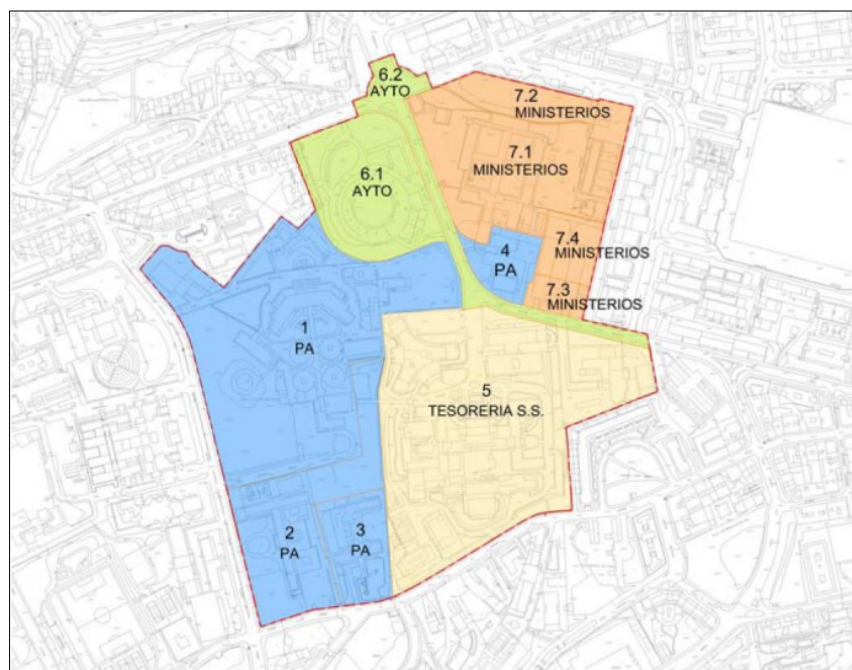 6.2
AYTO
7.2
MINISTERIOS
7.1
MINISTERIOS
6.1
AYTO
4
PA
7.4
MINISTERIOS
7.3
MINISTERIOS
1
PA
5
TESORERIA S.S.
2
PA
3
PA